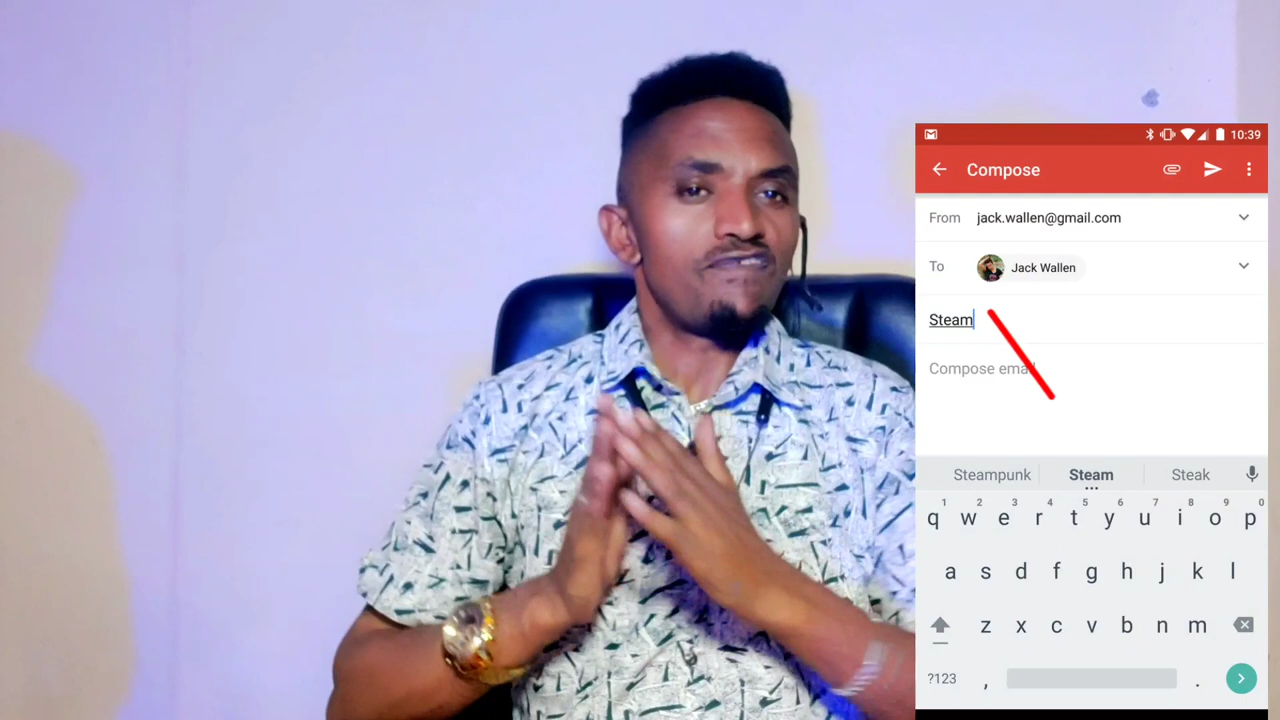 10:39
Compose
From jack.wallen@gmail.com
To Jack Wallen
Steam
Compose email
Steampunk Steam Steak
1 2 3 4 5 6 7 8 9 0
q w e r t y u i o p
a s d f g h j k l
z x c v b n m
?123 , .